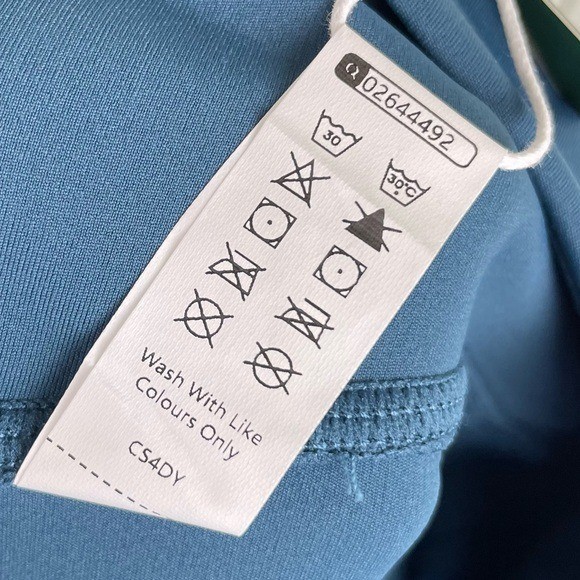 02644492
30
30°C
Wash With Like
Colours Only
CS4DY